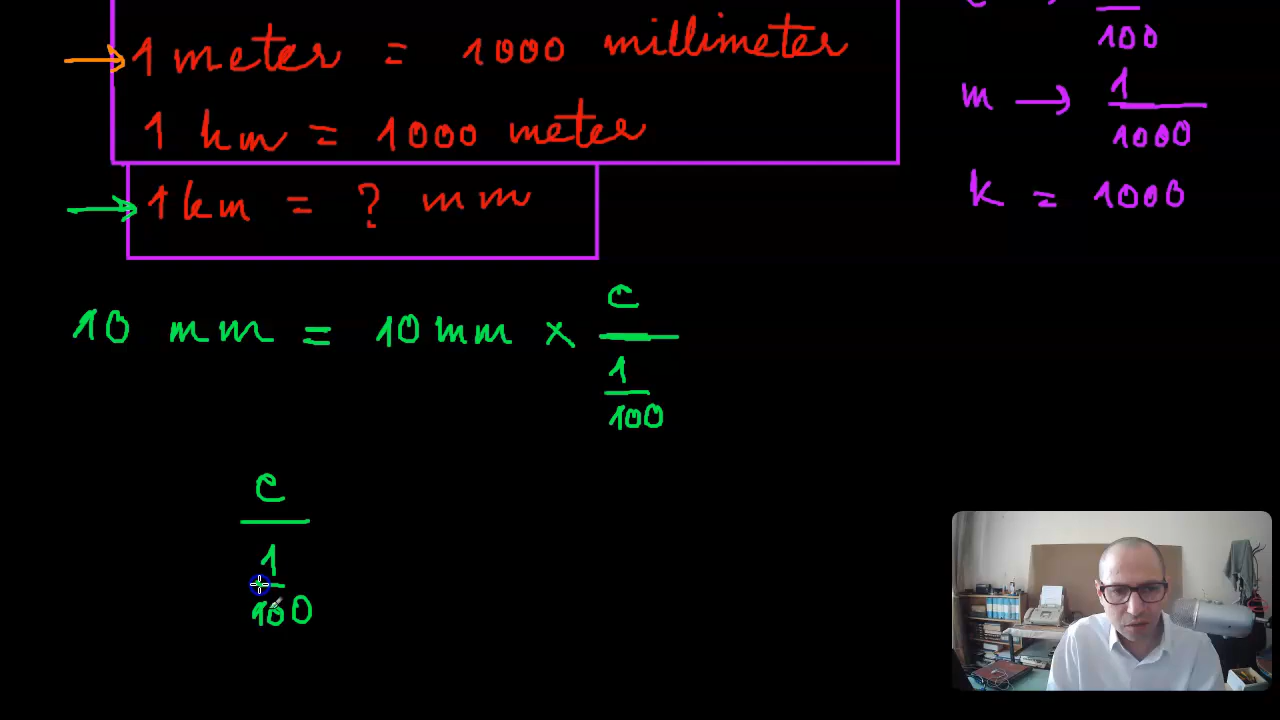 1 meter = 1000 millimeter
1 km = 1000 meter
1 km = ? mm
100
m → 1
1000
k = 1000
10 mm = 10 mm × c
1
100
c
1
100